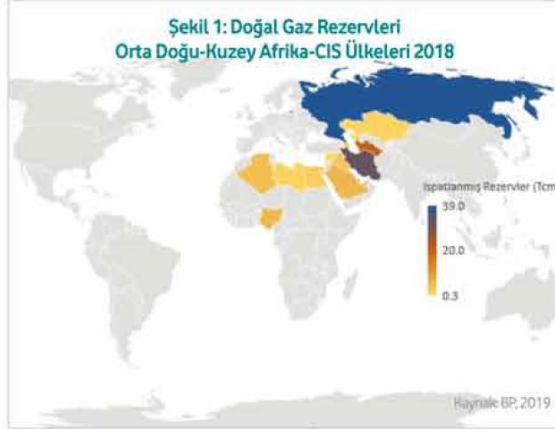 Şekil 1: Doğal Gaz Rezervleri
Orta Doğu-Kuzey Afrika-CIS Ülkeleri 2018
Ispatlanmış Rezervler (Tcm
39.0
20.0
0.3
Kaynak: BP, 2019